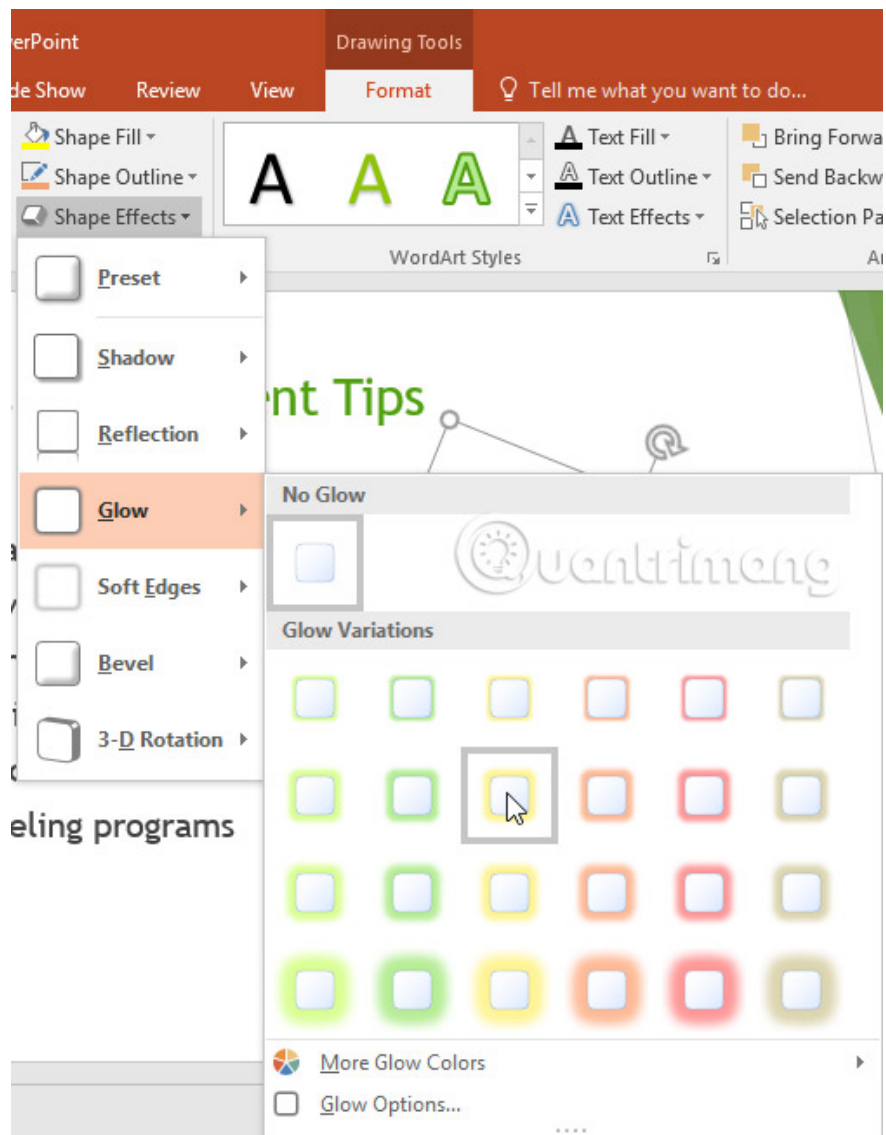 erPoint
Drawing Tools
de Show Review View Format Tell me what you want to do...
Shape Fill
Shape Outline
Shape Effects
A A A
Text Fill
Text Outline
Text Effects
Bring Forwa
Send Backw
Selection Pa
WordArt Styles
Ar
Preset
Shadow
Reflection
Glow
Soft Edges
Bevel
3-D Rotation
nt Tips
No Glow
Quantrimang
Glow Variations
eling programs
More Glow Colors
Glow Options...